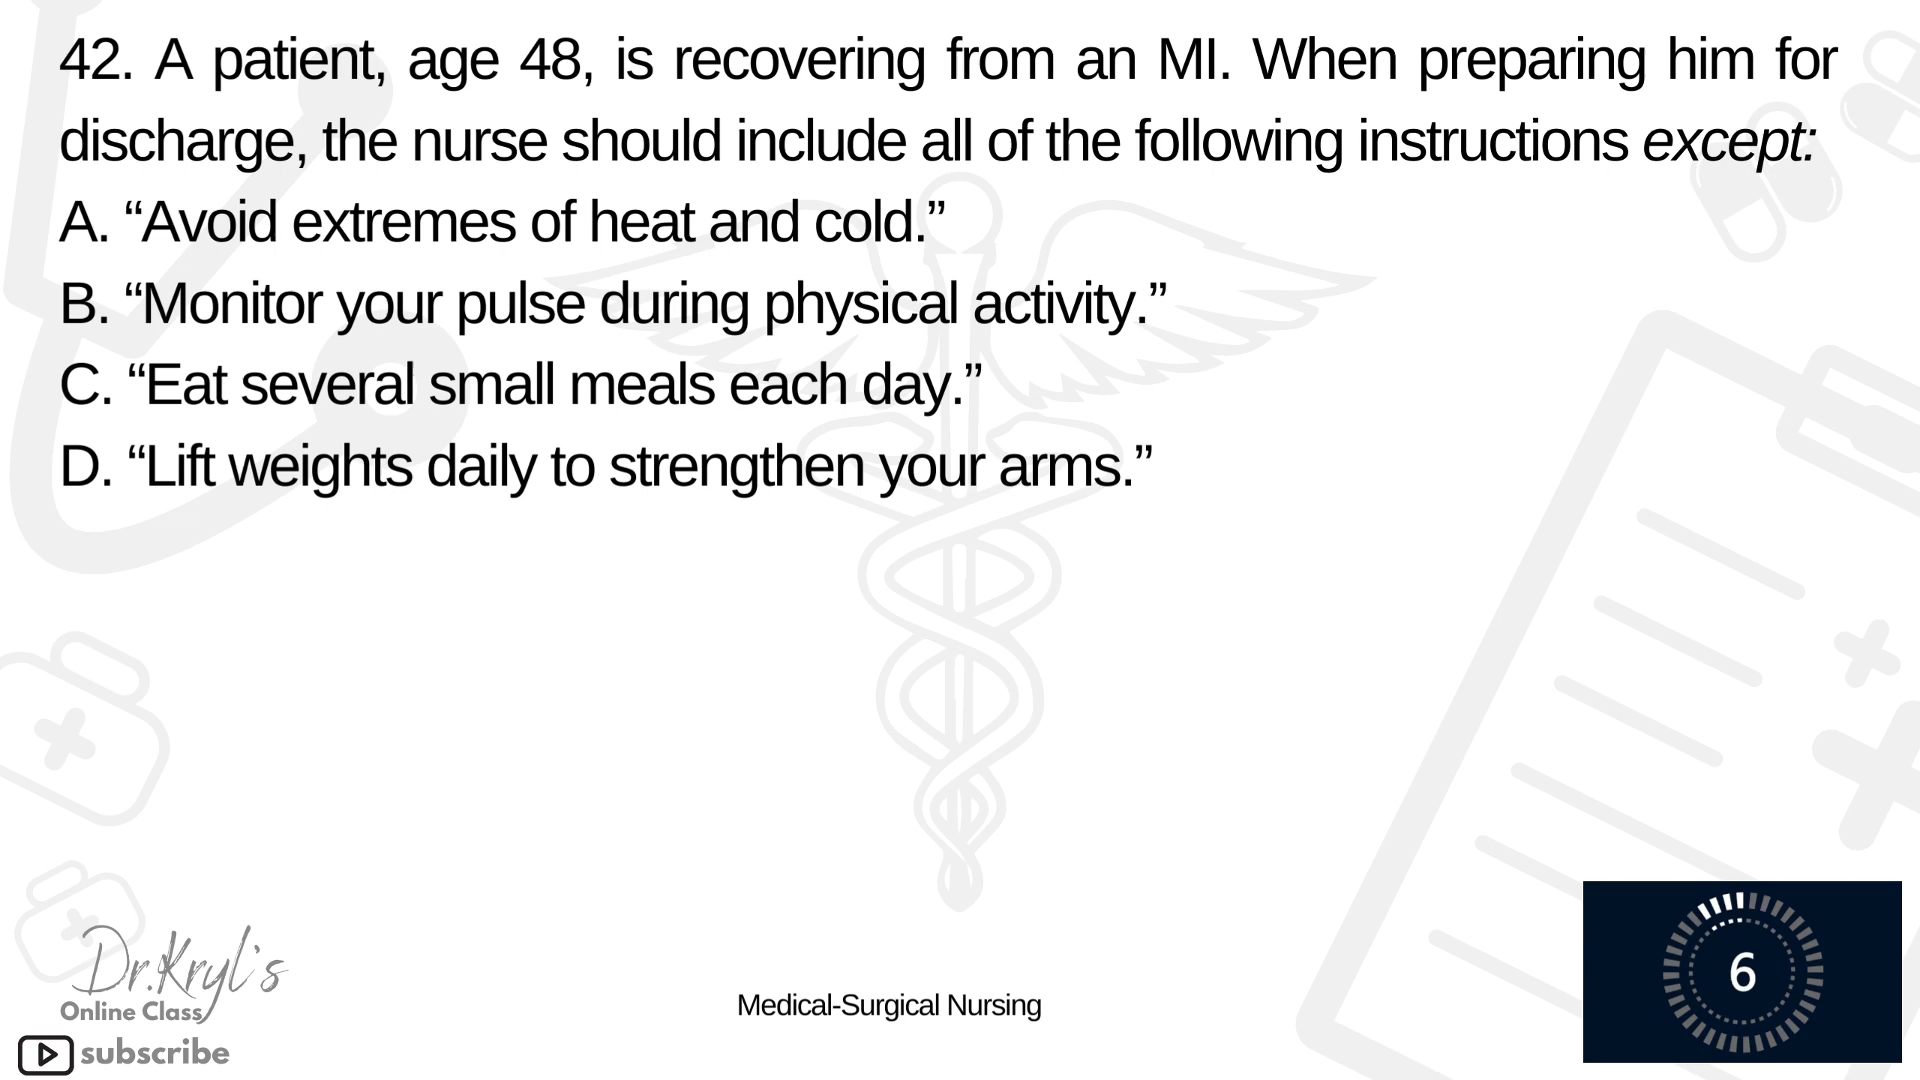 42. A patient, age 48, is recovering from an MI. When preparing him for
discharge, the nurse should include all of the following instructions except:
A. “Avoid extremes of heat and cold.”
B. “Monitor your pulse during physical activity.”
C. “Eat several small meals each day.”
D. “Lift weights daily to strengthen your arms.”
Dr.Kryl's
Online Class
subscribe
Medical-Surgical Nursing
6